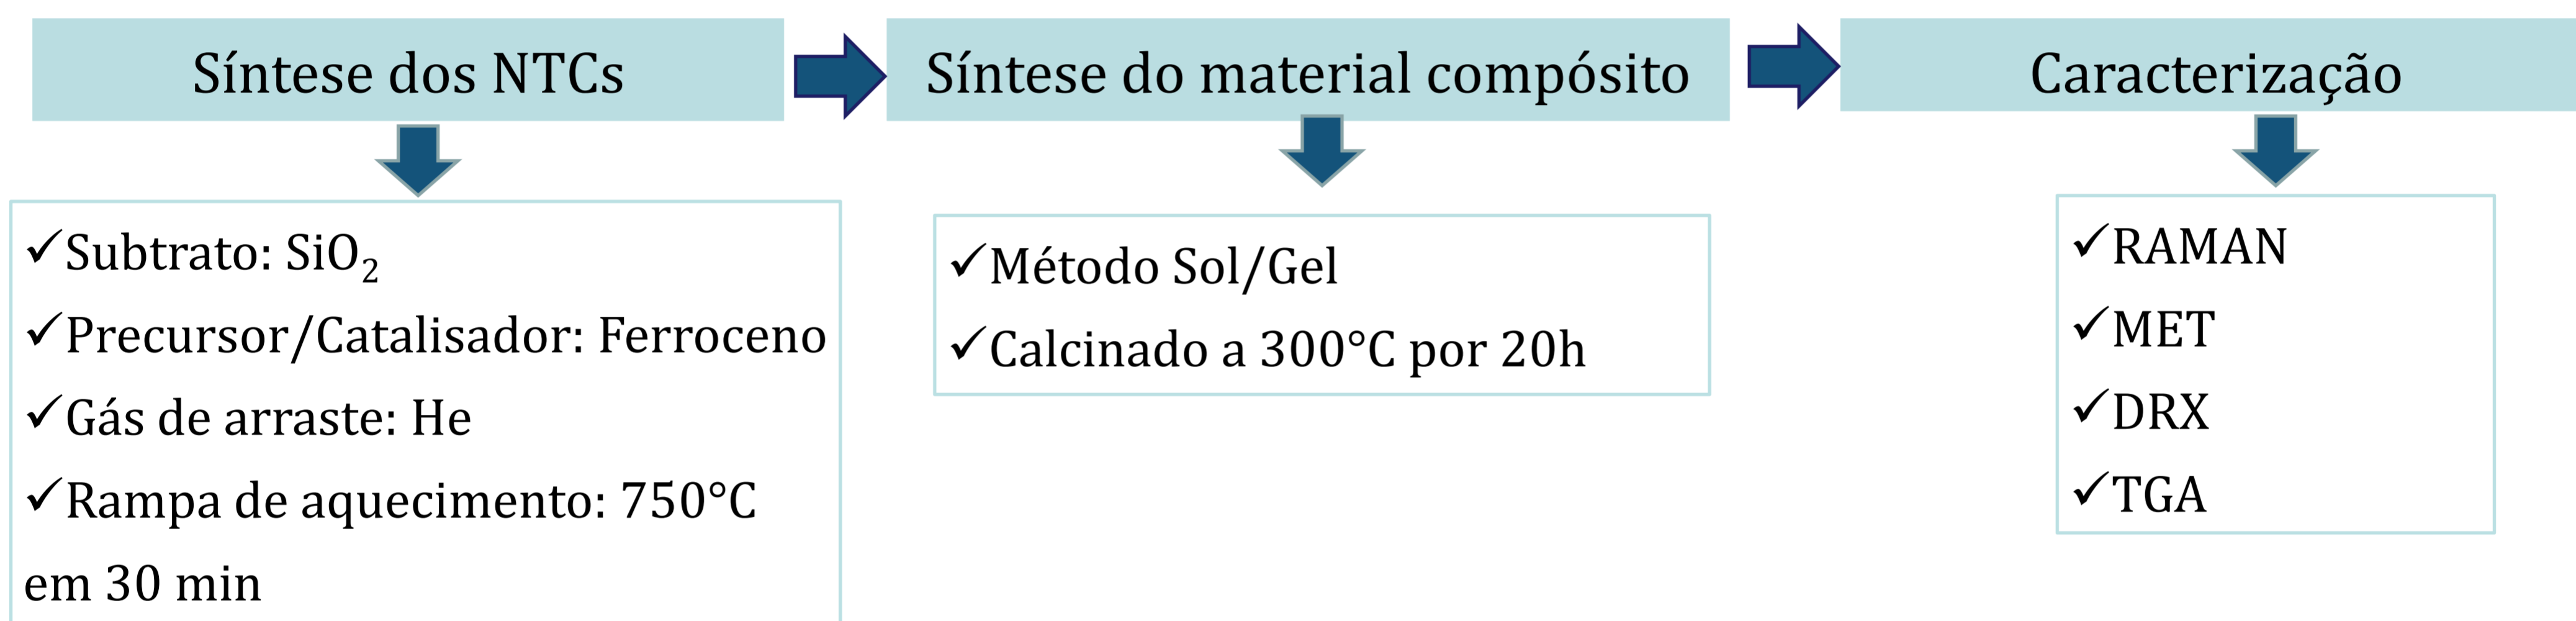 Síntese dos NTCs
Síntese do material compósito
Caracterização
✓Subtrato: SiO₂
✓Precursor/Catalisador: Ferroceno
✓Gás de arraste: He
✓Rampa de aquecimento: 750°C
em 30 min
✓Método Sol/Gel
✓Calcinado a 300°C por 20h
✓RAMAN
✓MET
✓DRX
✓TGA